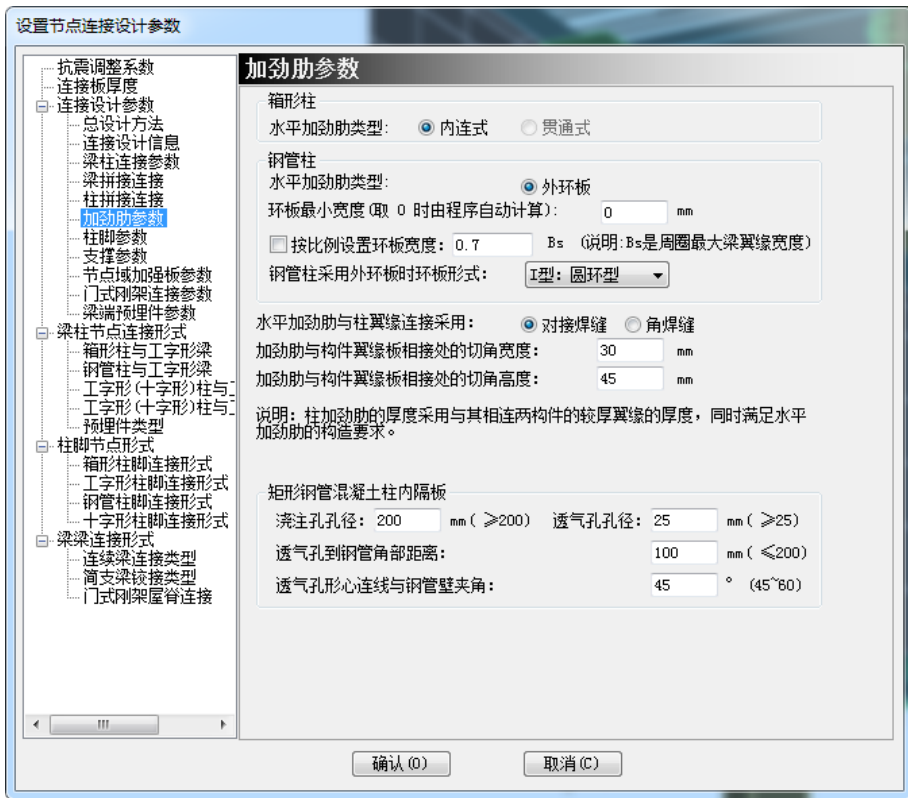 设置节点连接设计参数
抗震调整系数
连接板厚度
连接设计参数
总设计方法
连接设计信息
梁柱连接参数
梁拼接连接
柱拼接连接
加劲肋参数
柱脚参数
支撑参数
节点域加强板参数
门式刚架连接参数
梁端预埋件参数
梁柱节点连接形式
箱形柱与工字形梁
钢管柱与工字形梁
工字形(十字形)柱与
工字形(十字形)柱与
预埋件类型
柱脚节点形式
箱形柱脚连接形式
工字形柱脚连接形式
钢管柱脚连接形式
十字形柱脚连接形式
梁梁连接形式
连续梁连接类型
简支梁铰接类型
门式刚架屋脊连接
加劲肋参数
箱形柱
水平加劲肋类型: 内连式 贯通式
钢管柱
水平加劲肋类型: 外环板
环板最小宽度(取 0 时由程序自动计算): 0 mm
按比例设置环板宽度: 0.7 Bs (说明:Bs是周圈最大梁翼缘宽度)
钢管柱采用外环板时环板形式: I型: 圆环型
水平加劲肋与柱翼缘连接采用: 对接焊缝 角焊缝
加劲肋与构件翼缘板相接处的切角宽度: 30 mm
加劲肋与构件翼缘板相接处的切角高度: 45 mm
说明: 柱加劲肋的厚度采用与其相连两构件的较厚翼缘的厚度，同时满足水平
加劲肋的构造要求。
矩形钢管混凝土柱内隔板
浇注孔孔径: 200 mm( ≥200) 透气孔孔径: 25 mm( ≥25)
透气孔到钢管角部距离: 100 mm( ≤200)
透气孔形心连线与钢管壁夹角: 45 ° (45~60)
确认(O) 取消(C)